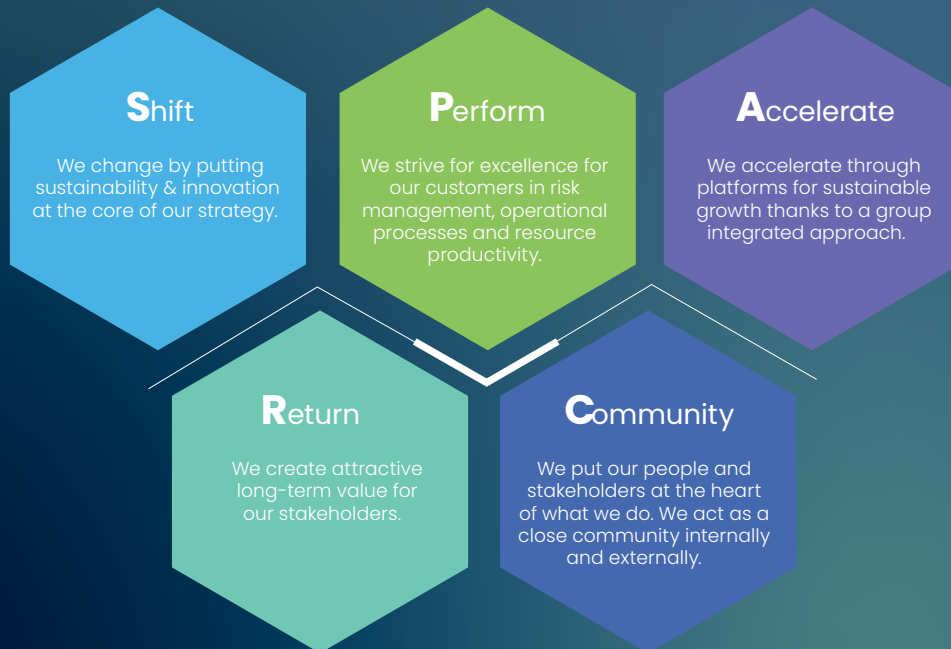 Shift
We change by putting
sustainability & innovation
at the core of our strategy.
Perform
We strive for excellence for
our customers in risk
management, operational
processes and resource
productivity.
Accelerate
We accelerate through
platforms for sustainable
growth thanks to a group
integrated approach.
Return
We create attractive
long-term value for
our stakeholders.
Community
We put our people and
stakeholders at the heart
of what we do. We act as a
close community internally
and externally.